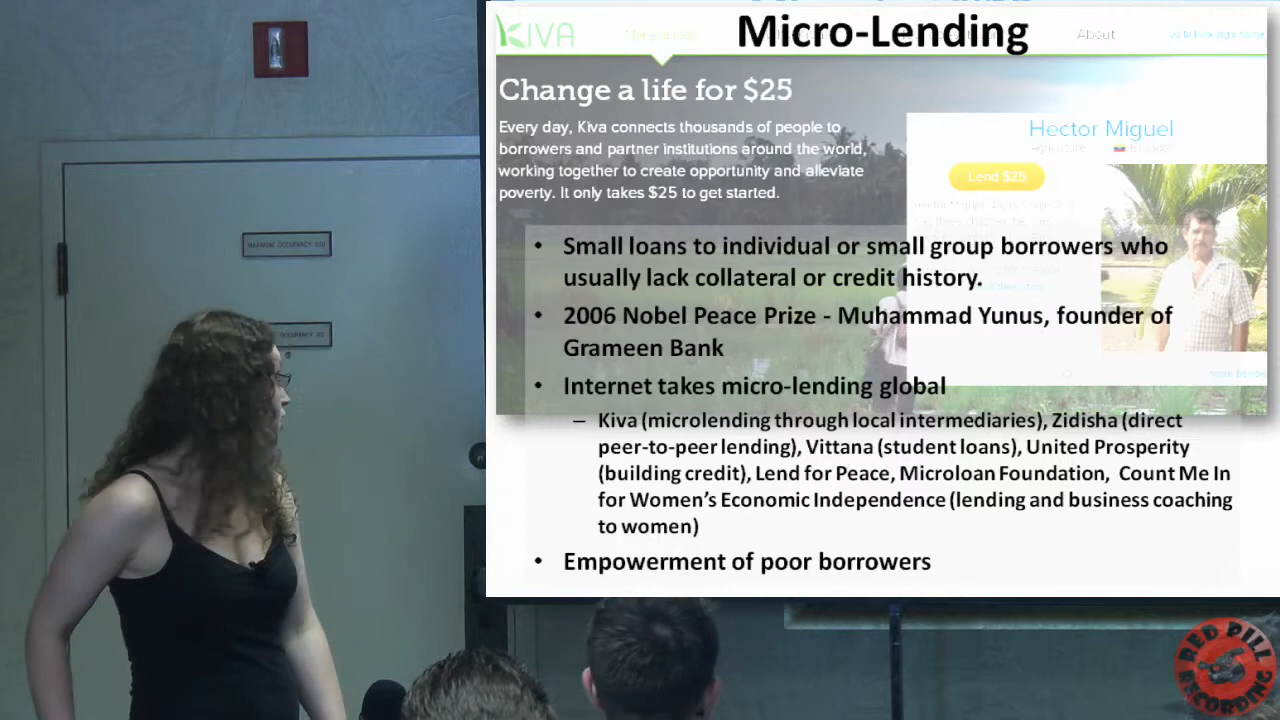 Micro-Lending
KIVA
About
Change a life for $25
Every day, Kiva connects thousands of people to
borrowers and partner institutions around the world,
working together to create opportunity and alleviate
poverty. It only takes $25 to get started.
Hector Miguel
Lend $25
• Small loans to individual or small group borrowers who
usually lack collateral or credit history.
• 2006 Nobel Peace Prize - Muhammad Yunus, founder of
Grameen Bank
• Internet takes micro-lending global
– Kiva (microlending through local intermediaries), Zidisha (direct
peer-to-peer lending), Vittana (student loans), United Prosperity
(building credit), Lend for Peace, Microloan Foundation, Count Me In
for Women's Economic Independence (lending and business coaching
to women)
• Empowerment of poor borrowers
MAXIMUM OCCUPANCY
OCCUPANCY
RED PILL
RECORDING